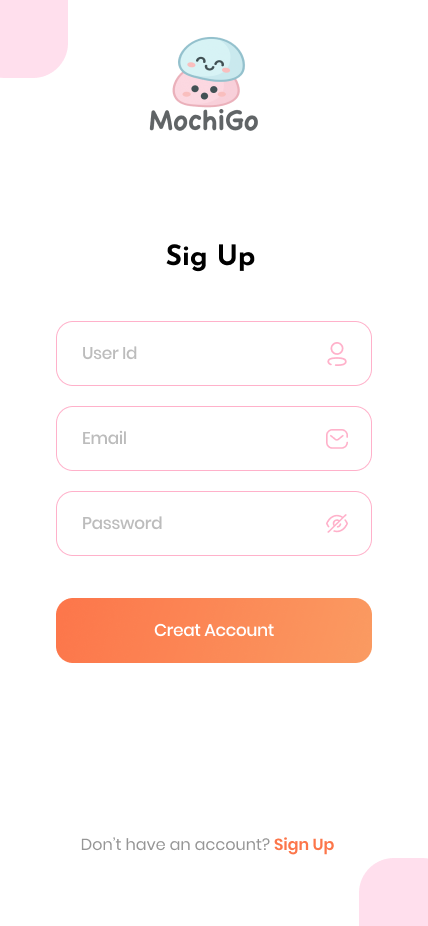 MochiGo
Sig Up
User Id
Email
Password
Creat Account
Don't have an account? Sign Up